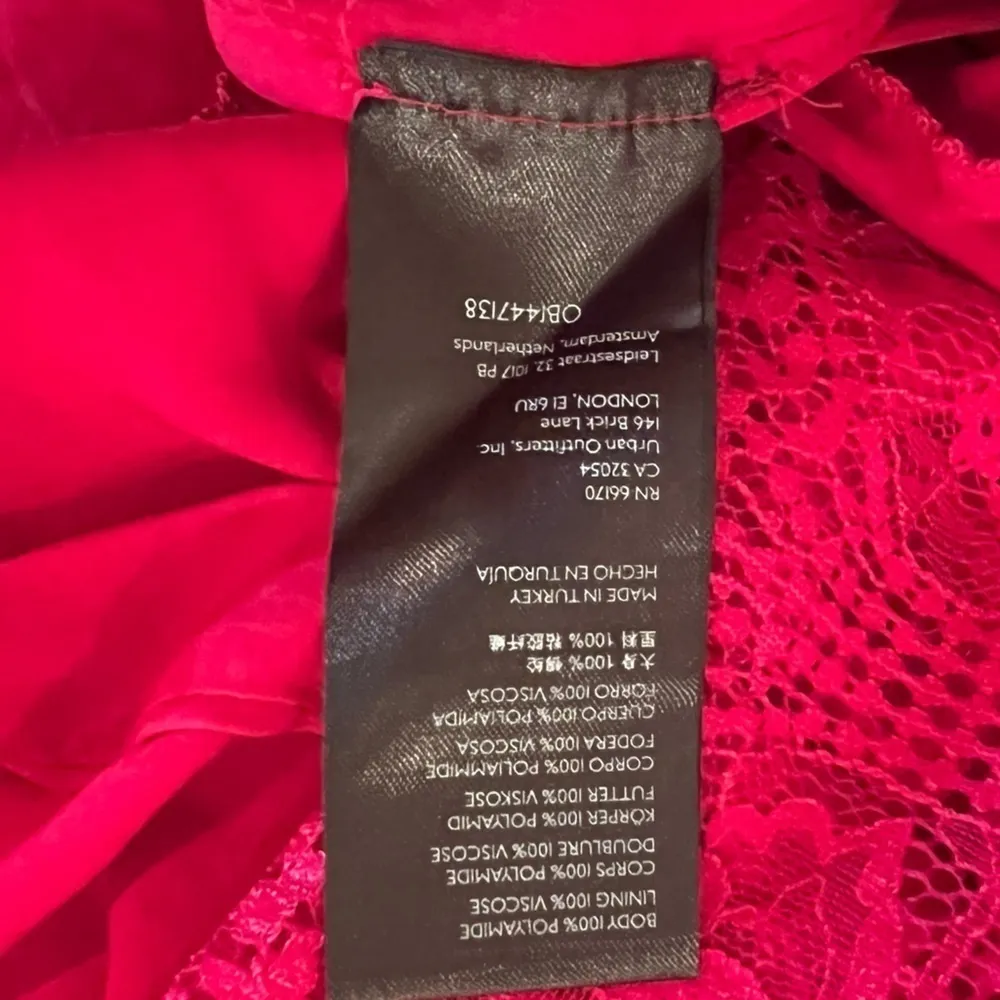 BODY 100% POLYAMIDE
LINING 100% VISCOSE
CORPS 100% POLYAMIDE
DOUBLURE 100% VISCOSE
KÖRPER 100% POLYAMID
FUTTER 100% VISKOSE
CORPO 100% POLIAMMIDE
FODERA 100% VISCOSA
CUERPO 100% POLIAMIDA
FORRO 100% VISCOSA
大身 100% 锦纶
里料 100% 粘胶纤维
MADE IN TURKEY
HECHO EN TURQUÍA
RN 66170
CA 32054
Urban Outfitters, Inc.
146 Brick Lane
LONDON, E1 6RU
Leidsestraat 32, 1017 PB
Amsterdam, Netherlands
OB1447138